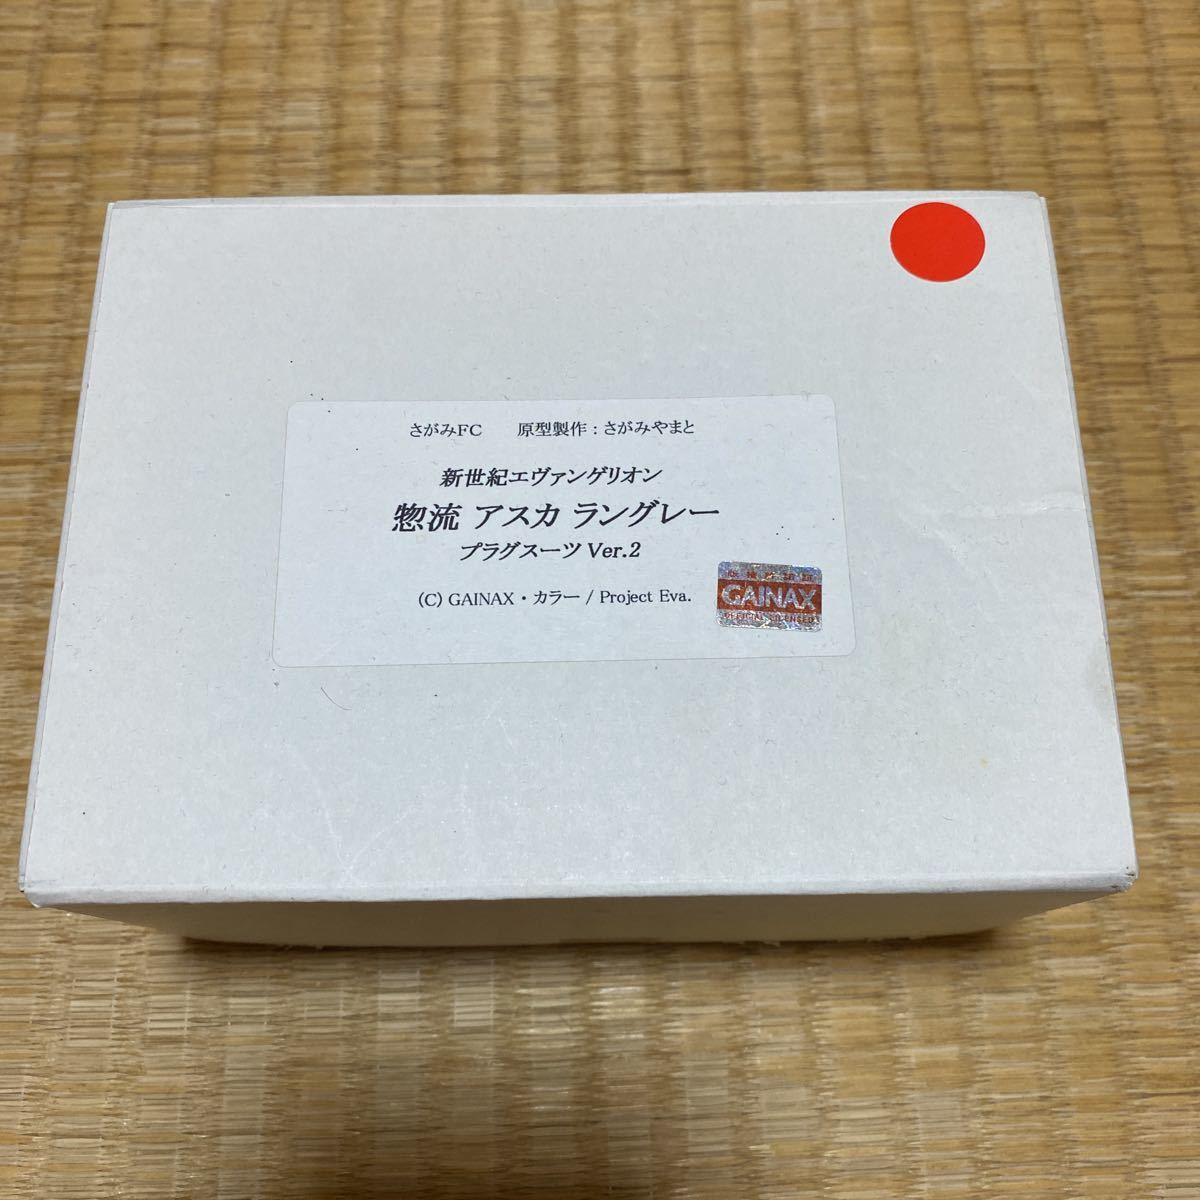 さがみFC　　原型製作：さがみやまと
新世紀エヴァンゲリオン
惣流 アスカ ラングレー
プラグスーツ Ver.2
(C) GAINAX・カラー / Project Eva.
GAINAX
OFFICIAL LICENSED